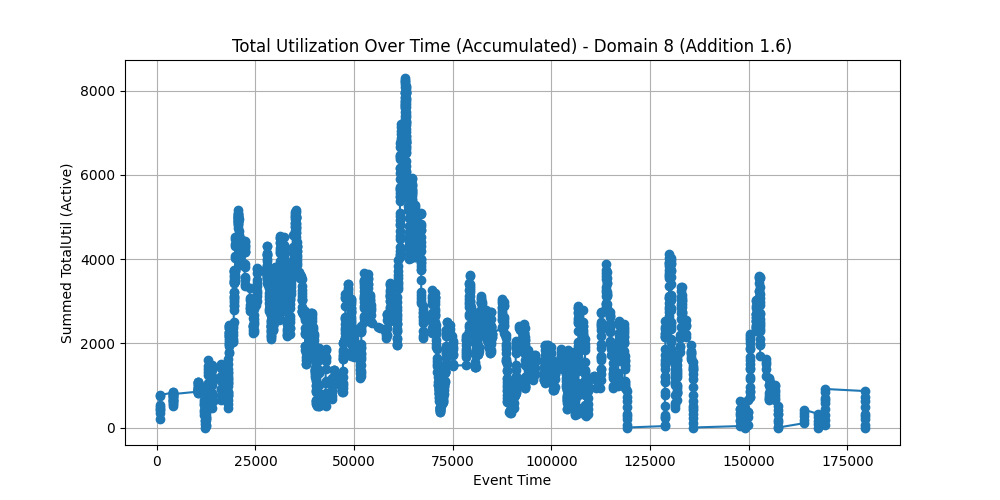 Total Utilization Over Time (Accumulated) - Domain 8 (Addition 1.6)
Summed TotalUtil (Active)
8000
6000
4000
2000
0
0 25000 50000 75000 100000 125000 150000 175000
Event Time